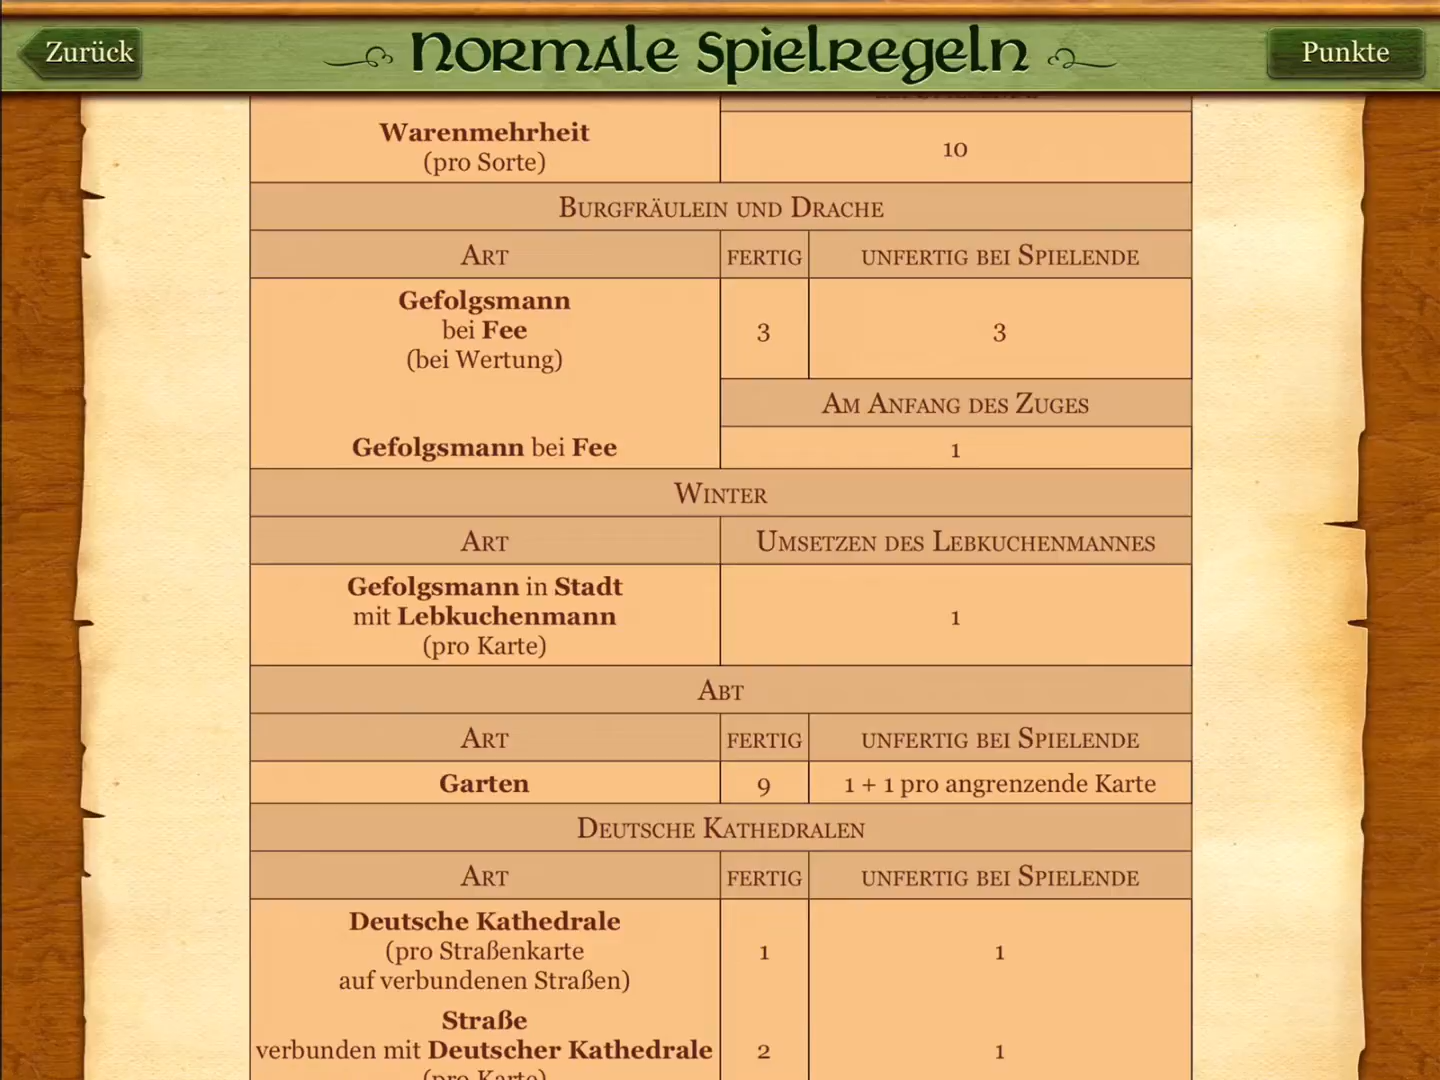 Zurück
Normale Spielregeln
Punkte
Warenmehrheit
(pro Sorte)
10
Burgfräulein und Drache
Art
fertig
unfertig bei Spielende
Gefolgsmann
bei Fee
(bei Wertung)
3
3
Am Anfang des Zuges
Gefolgsmann bei Fee
1
Winter
Art
Umsetzen des Lebkuchenmannes
Gefolgsmann in Stadt
mit Lebkuchenmann
(pro Karte)
1
Abt
Art
fertig
unfertig bei Spielende
Garten
9
1 + 1 pro angrenzende Karte
Deutsche Kathedralen
Art
fertig
unfertig bei Spielende
Deutsche Kathedrale
(pro Straßenkarte
auf verbundenen Straßen)
1
1
Straße
verbunden mit Deutscher Kathedrale
2
1
(pro Karte)